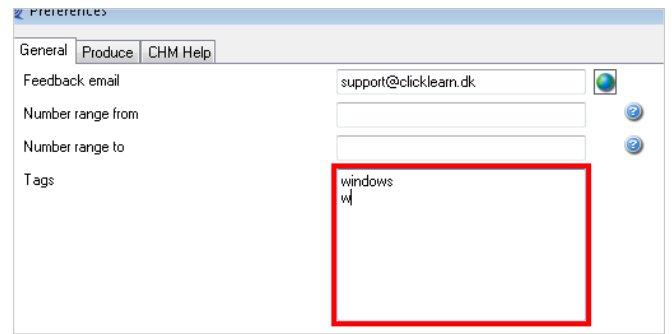 Preferences
General Produce CHM Help
Feedback email support@clicklearn.dk
Number range from
Number range to
Tags windows
w